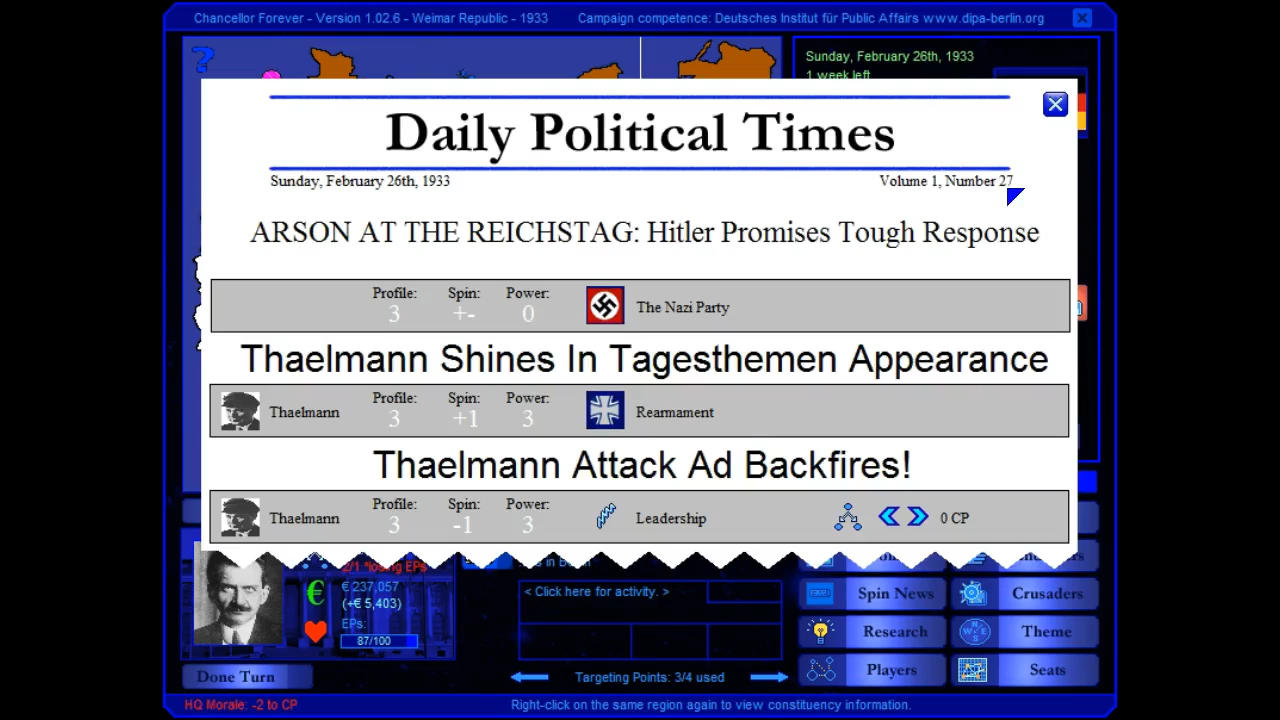 Chancellor Forever - Version 1.02.6 - Weimar Republic - 1933 Campaign competence: Deutsches Institut für Public Affairs www.dipa-berlin.org
Sunday, February 26th, 1933
1 week left
Daily Political Times
Sunday, February 26th, 1933 Volume 1, Number 27
ARSON AT THE REICHSTAG: Hitler Promises Tough Response
Profile: Spin: Power:
3 +- 0 The Nazi Party
Thaelmann Shines In Tagesthemen Appearance
Profile: Spin: Power:
Thaelmann 3 +1 3 Rearmament
Thaelmann Attack Ad Backfires!
Profile: Spin: Power:
Thaelmann 3 -1 3 Leadership 0 CP
2/1 *losing EPs
€ 237,057
(+€ 5,403)
EPs:
87/100
< Click here for activity. >
Spin News Crusaders
Research Theme
Players Seats
Done Turn Targeting Points: 3/4 used
HQ Morale: -2 to CP Right-click on the same region again to view constituency information.